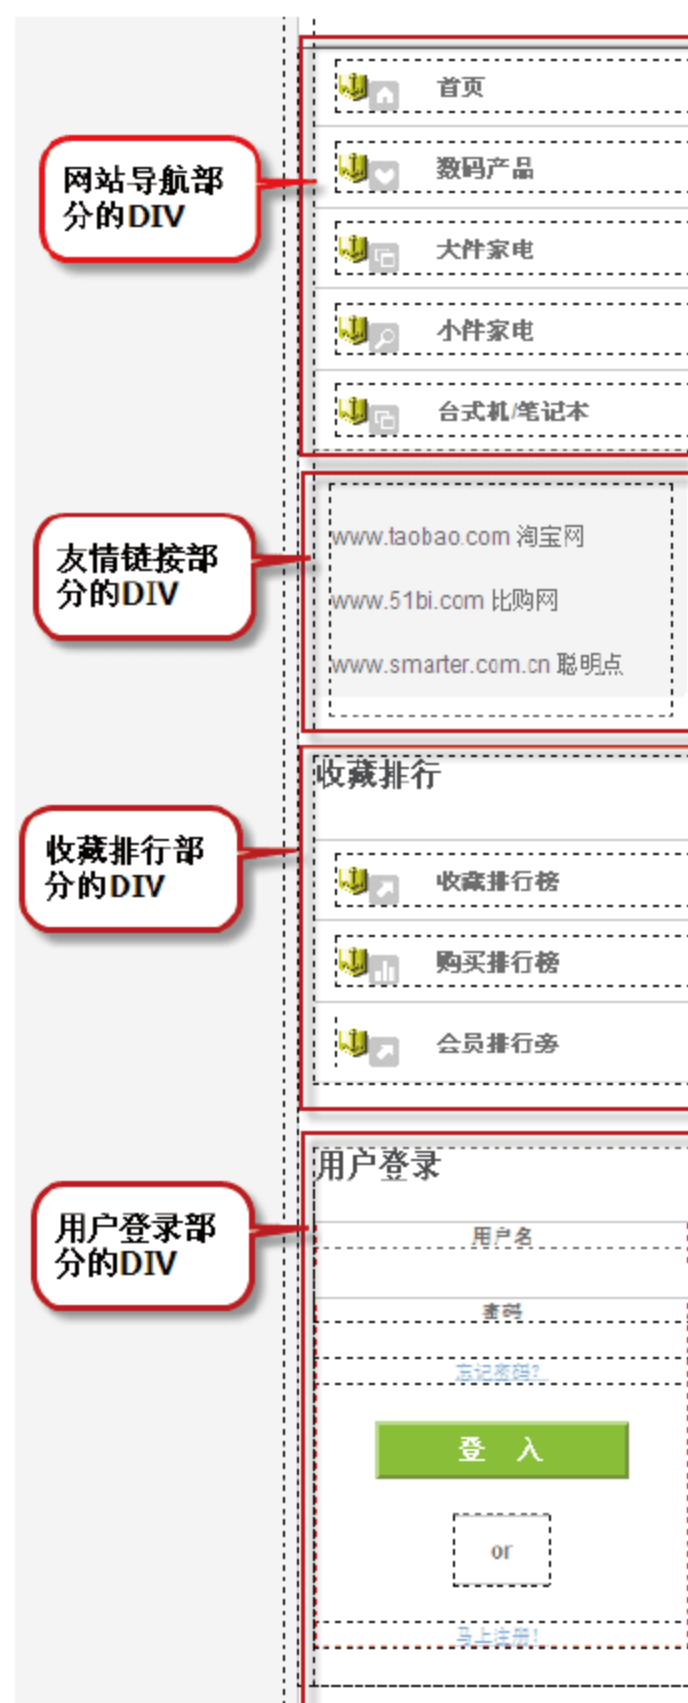 首页
网站导航部
分的DIV
数码产品
大件家电
小件家电
台式机/笔记本
友情链接部
分的DIV
www.taobao.com 淘宝网
www.51bi.com 比购网
www.smarter.com.cn 聪明点
收藏排行
收藏排行部
分的DIV
收藏排行榜
购买排行榜
会员排行旁
用户登录
用户登录部
分的DIV
用户名
密码
忘记密码?
登 入
or
马上注册!